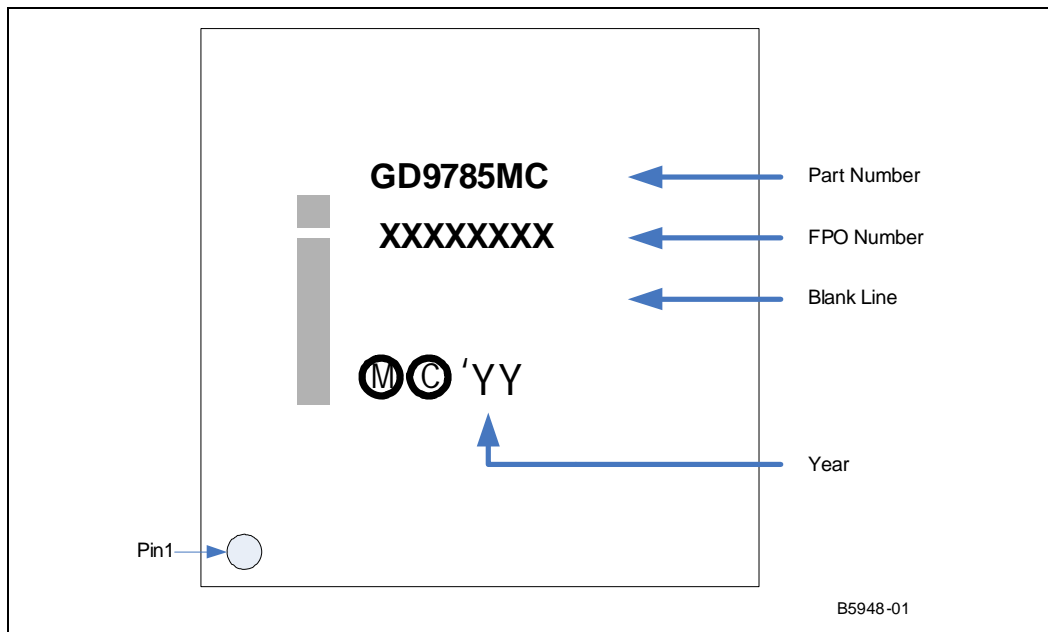 GD9785MC
Part Number
XXXXXXXX
FPO Number
Blank Line
M C 'YY
Year
Pin1
B5948-01